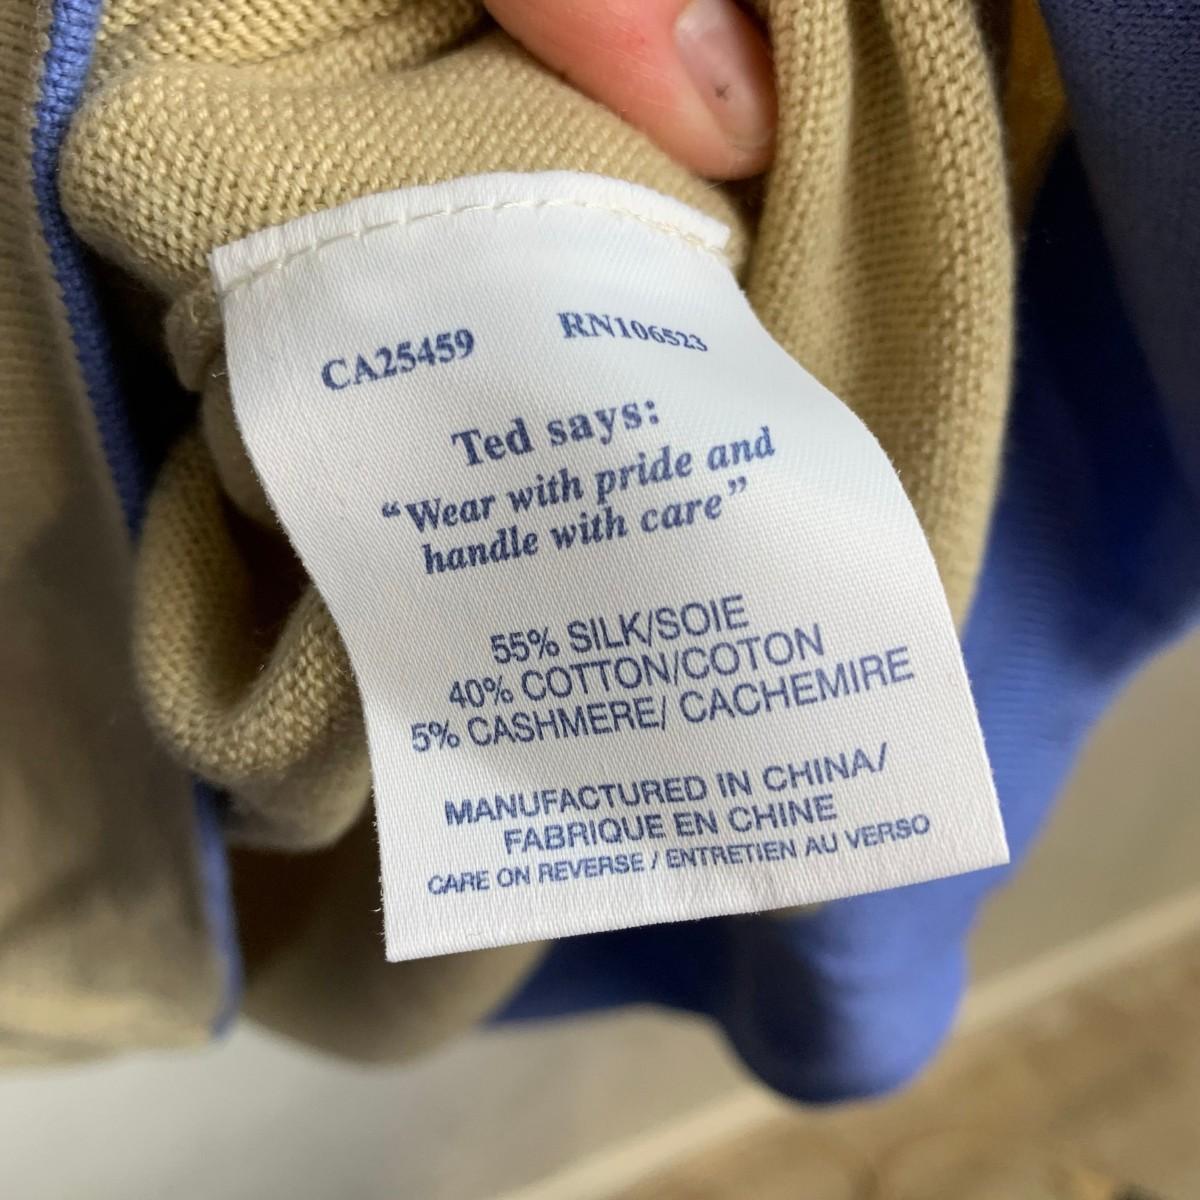 CA25459 RN106523
Ted says:
“Wear with pride and
handle with care”
55% SILK/SOIE
40% COTTON/COTON
5% CASHMERE/ CACHEMIRE
MANUFACTURED IN CHINA/
FABRIQUE EN CHINE
CARE ON REVERSE / ENTRETIEN AU VERSO